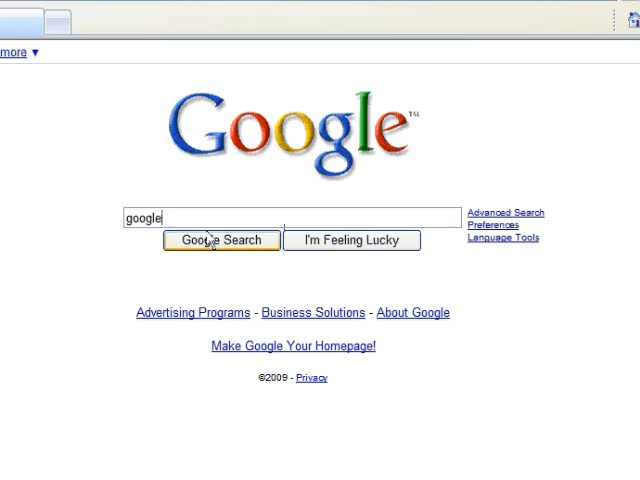 more ▼
Google™
google
Advanced Search
Preferences
Language Tools
Google Search
I'm Feeling Lucky
Advertising Programs - Business Solutions - About Google
Make Google Your Homepage!
©2009 - Privacy